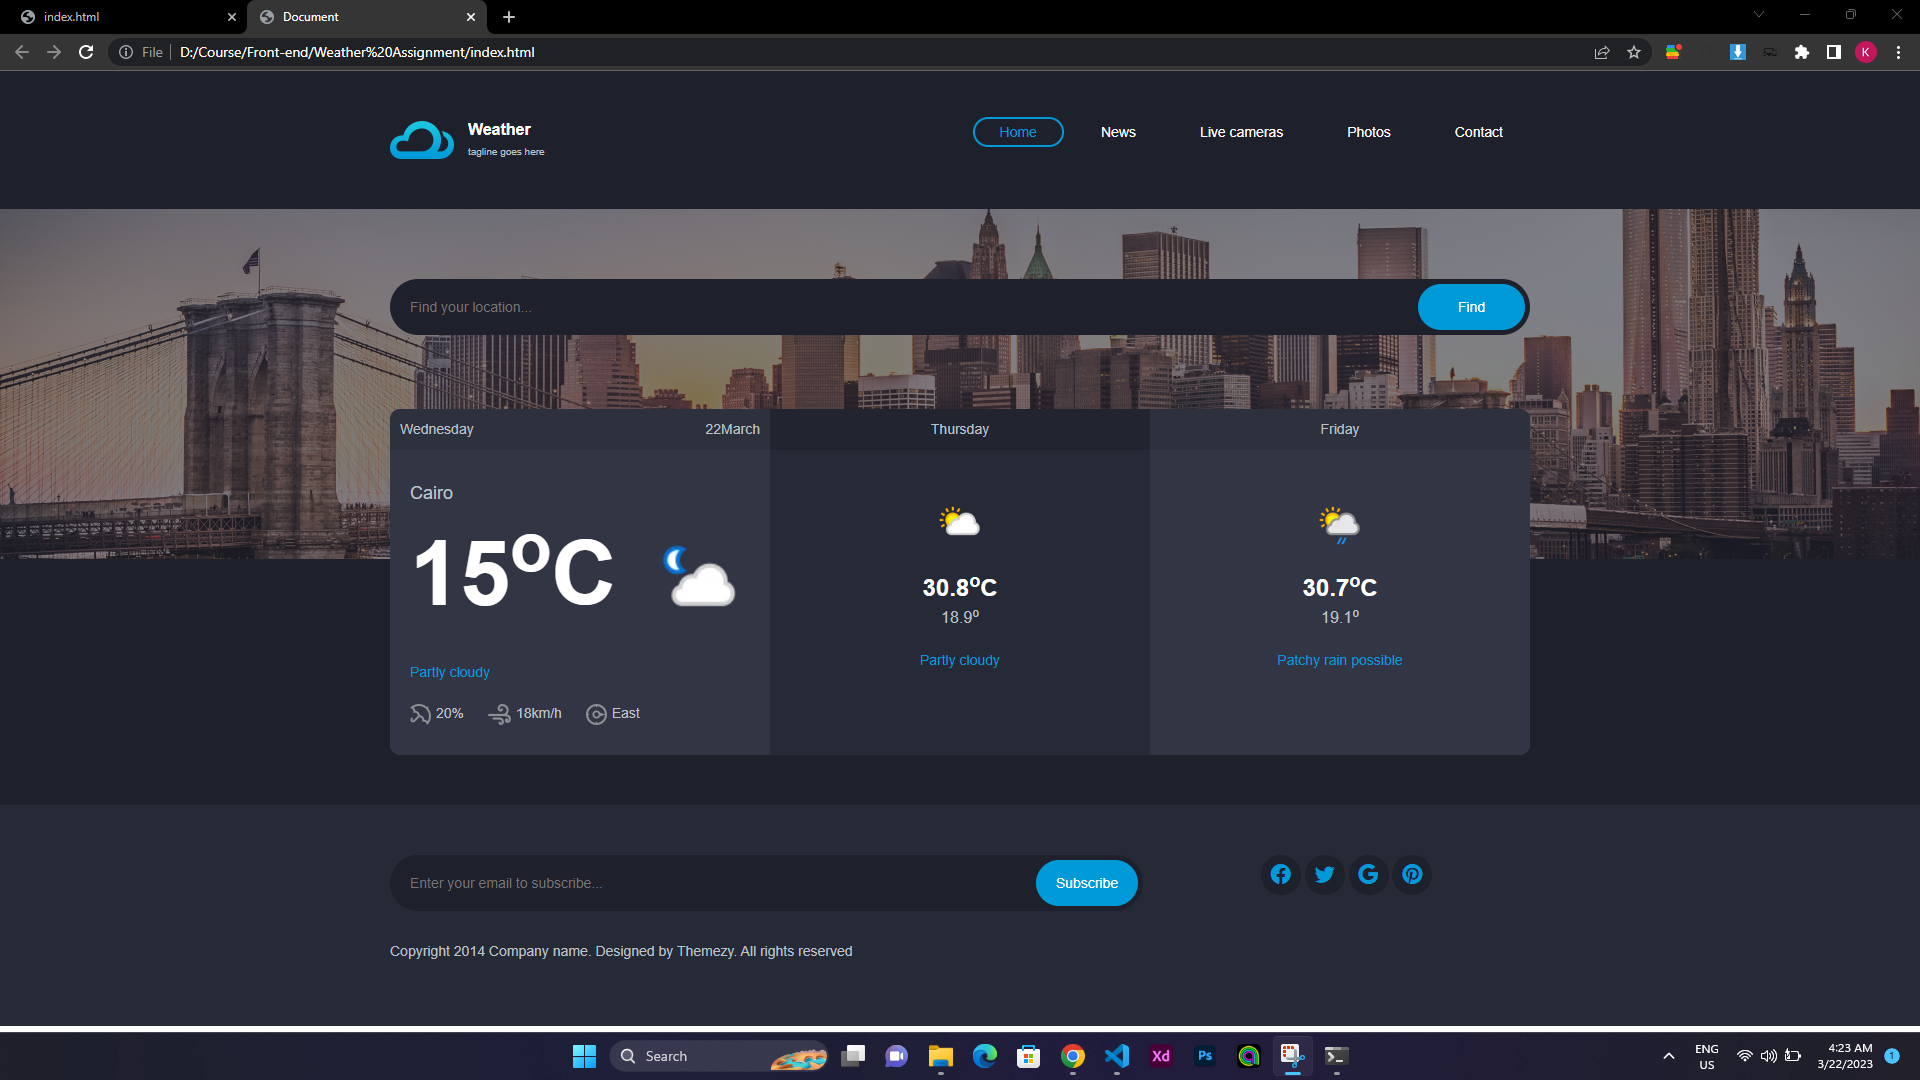 index.html
Document
File
D:/Course/Front-end/Weather%20Assignment/index.html
K
Weather
tagline goes here
Home
News
Live cameras
Photos
Contact
Find your location...
Find
Wednesday
22March
Thursday
Friday
Cairo
15°C
30.8°C
18.9°
30.7°C
19.1°
Partly cloudy
Partly cloudy
Patchy rain possible
20%
18km/h
East
Enter your email to subscribe...
Subscribe
Copyright 2014 Company name. Designed by Themezy. All rights reserved
Search
Xd
Ps
ENG
US
4:23 AM
3/22/2023
1